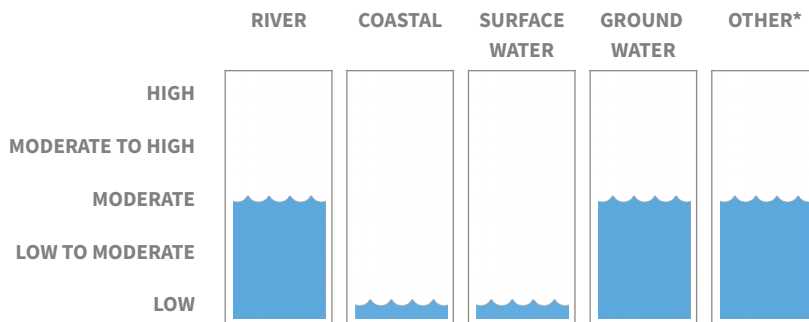 RIVER COASTAL SURFACE GROUND OTHER*
WATER WATER
HIGH
MODERATE TO HIGH
MODERATE
LOW TO MODERATE
LOW